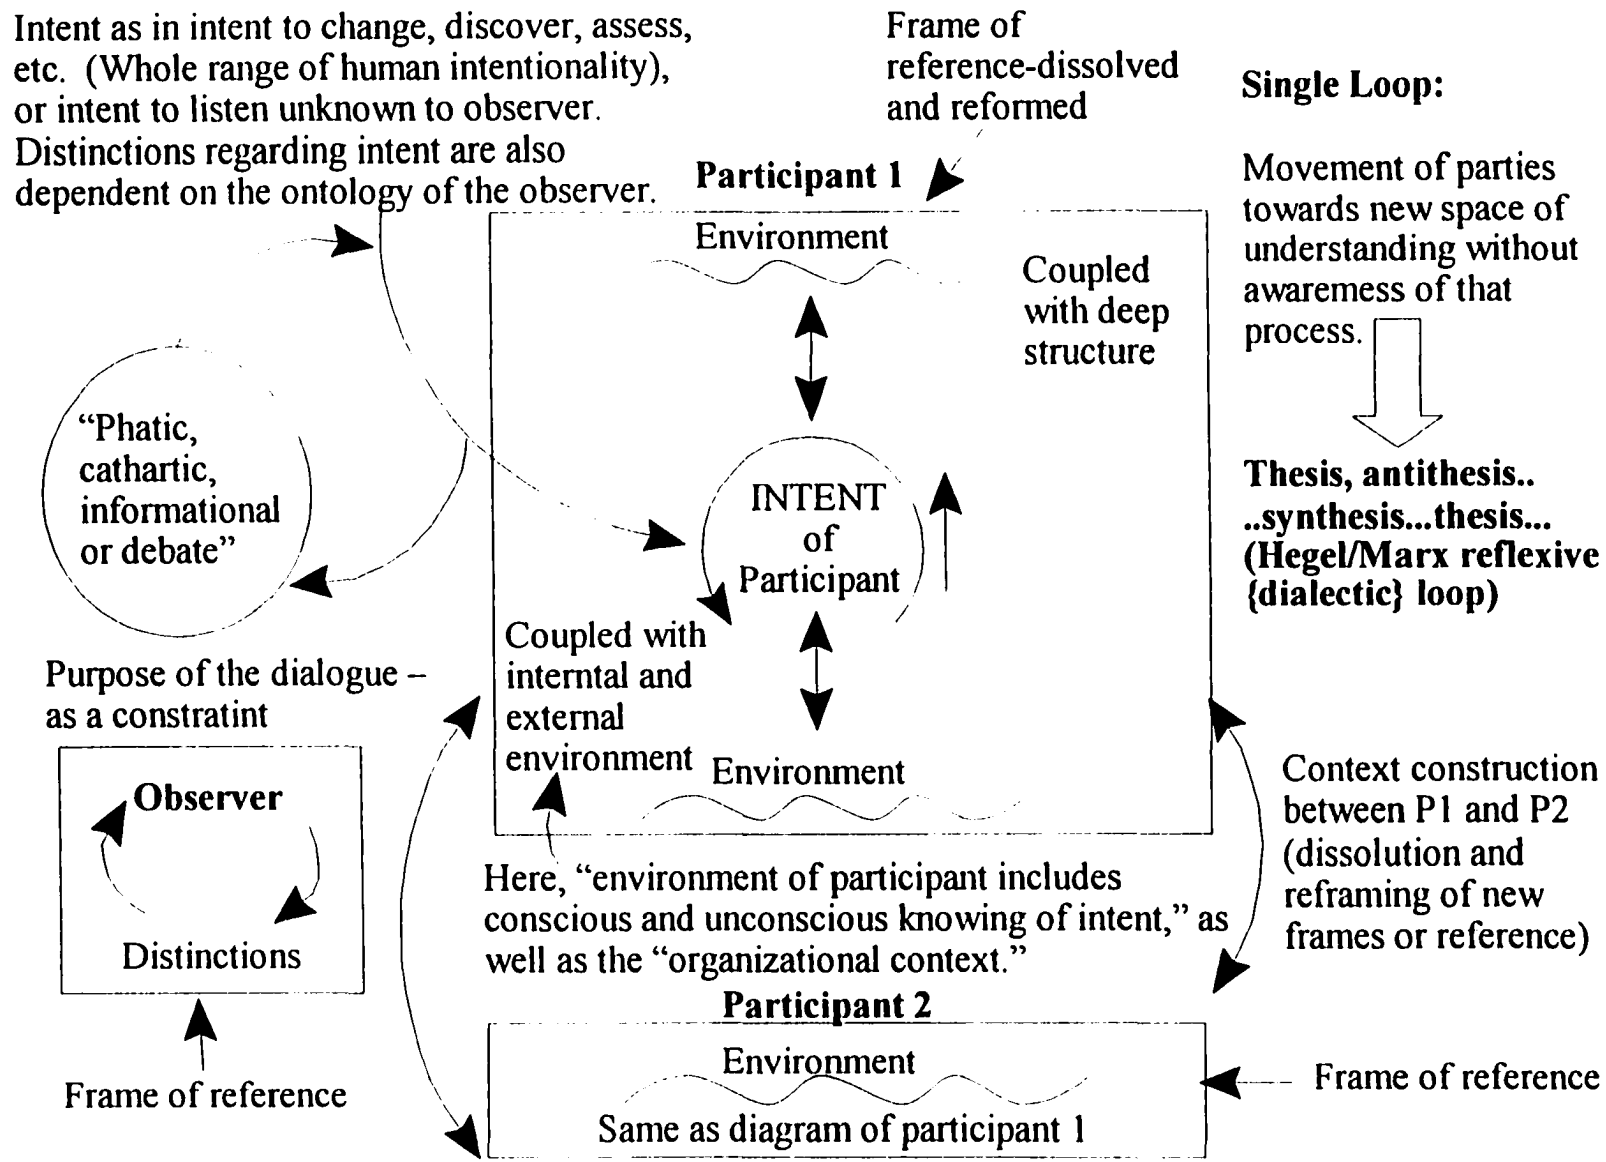 Intent as in intent to change, discover, assess,
etc.  (Whole range of human intentionality),
or intent to listen unknown to observer.
Distinctions regarding intent are also
dependent on the ontology of the observer.
Frame of
reference-dissolved
and reformed
Single Loop:
Movement of parties
towards new space of
understanding without
awaremess of that
process.
Thesis, antithesis..
..synthesis...thesis...
(Hegel/Marx reflexive
{dialectic} loop)
Participant 1
Environment
Coupled
with deep
structure
INTENT
of
Participant
Coupled with
interntal and
external
environment
Environment
“Phatic,
cathartic,
informational
or debate”
Purpose of the dialogue –
as a constratint
Observer
Distinctions
Frame of reference
Here, “environment of participant includes
conscious and unconscious knowing of intent,” as
well as the “organizational context.”
Context construction
between P1 and P2
(dissolution and
reframing of new
frames or reference)
Participant 2
Environment
Same as diagram of participant 1
Frame of reference